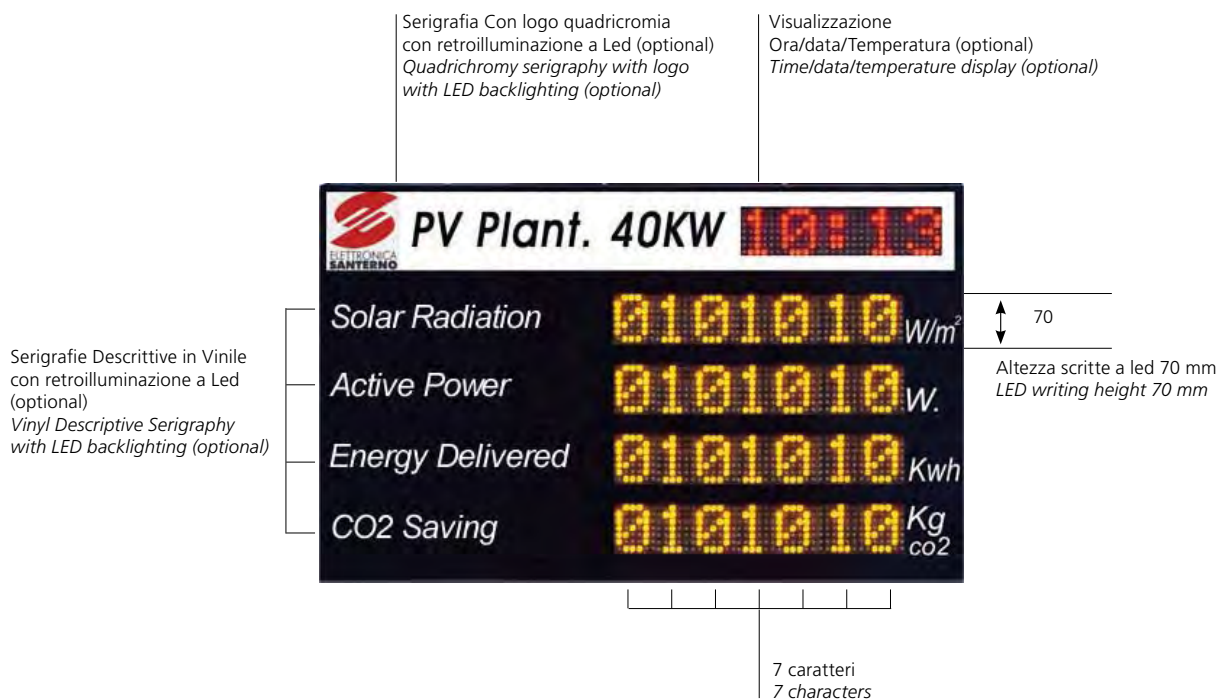 Serigrafia Con logo quadricromia
con retroilluminazione a Led (optional)
Quadrichromy serigraphy with logo
with LED backlighting (optional)
Visualizzazione
Ora/data/Temperatura (optional)
Time/data/temperature display (optional)
ELETTRONICA
SANTERNO
PV Plant. 40KW 10:13
Solar Radiation 0101010 W/m²
Active Power 0101010 W.
Energy Delivered 0101010 Kwh
CO2 Saving 0101010 Kg
co2
Serigrafie Descrittive in Vinile
con retroilluminazione a Led
(optional)
Vinyl Descriptive Serigraphy
with LED backlighting (optional)
70
Altezza scritte a led 70 mm
LED writing height 70 mm
7 caratteri
7 characters